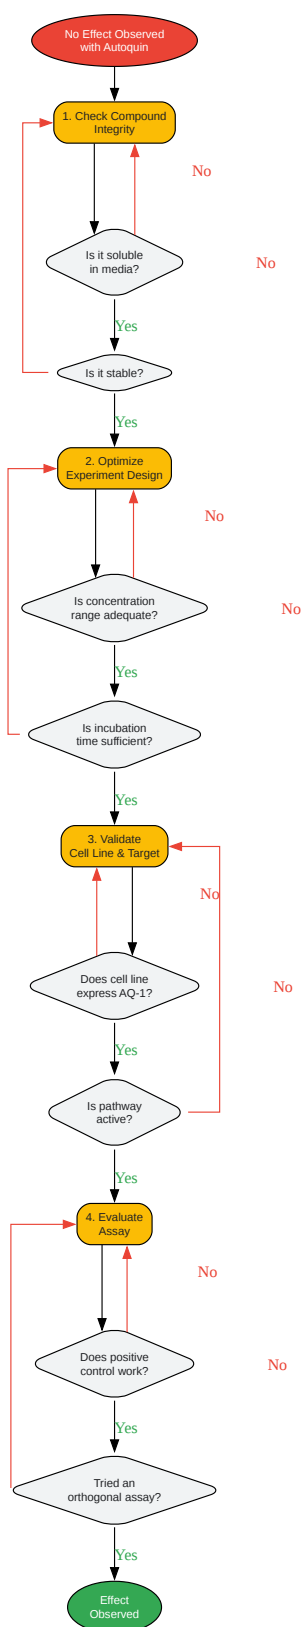 No Effect Observed
with Autoquin
1. Check Compound
Integrity
No
Is it soluble
in media?
No
Yes
Is it stable?
Yes
2. Optimize
Experiment Design
No
Is concentration
range adequate?
No
Yes
Is incubation
time sufficient?
Yes
3. Validate
Cell Line & Target
No
Does cell line
express AQ-1?
No
Yes
Is pathway
active?
Yes
4. Evaluate
Assay
No
Does positive
control work?
No
Yes
Tried an
orthogonal assay?
Yes
Effect
Observed